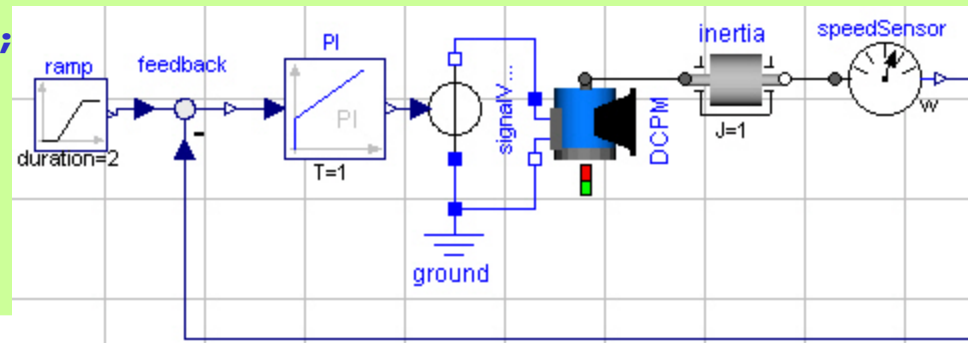 ;
ramp
feedback
PI
PI
signalV...
DCPM
inertia
speedSensor
duration=2
T=1
J=1
w
ground
-